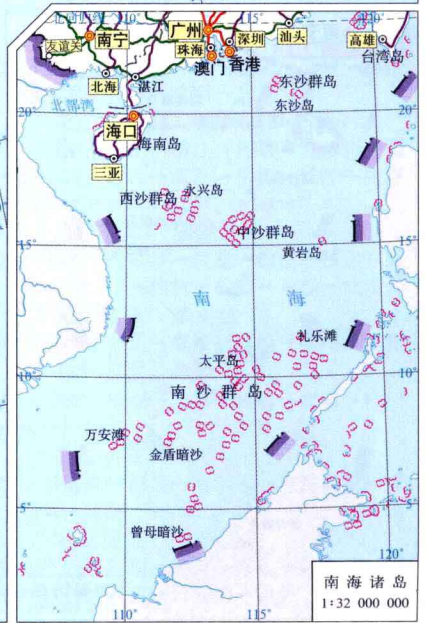 北回归线
友谊关
南宁
广州
珠海
深圳
汕头
高雄
台湾岛
澳门
香港
北海
湛江
东沙群岛
东沙岛
20°
北部湾
20°
海口
海南岛
三亚
西沙群岛
永兴岛
中沙群岛
黄岩岛
15°
15°
南海
礼乐滩
太平岛
10°
10°
南沙群岛
万安滩
金盾暗沙
5°
5°
曾母暗沙
120°
南海诸岛
1:32 000 000
110°
115°